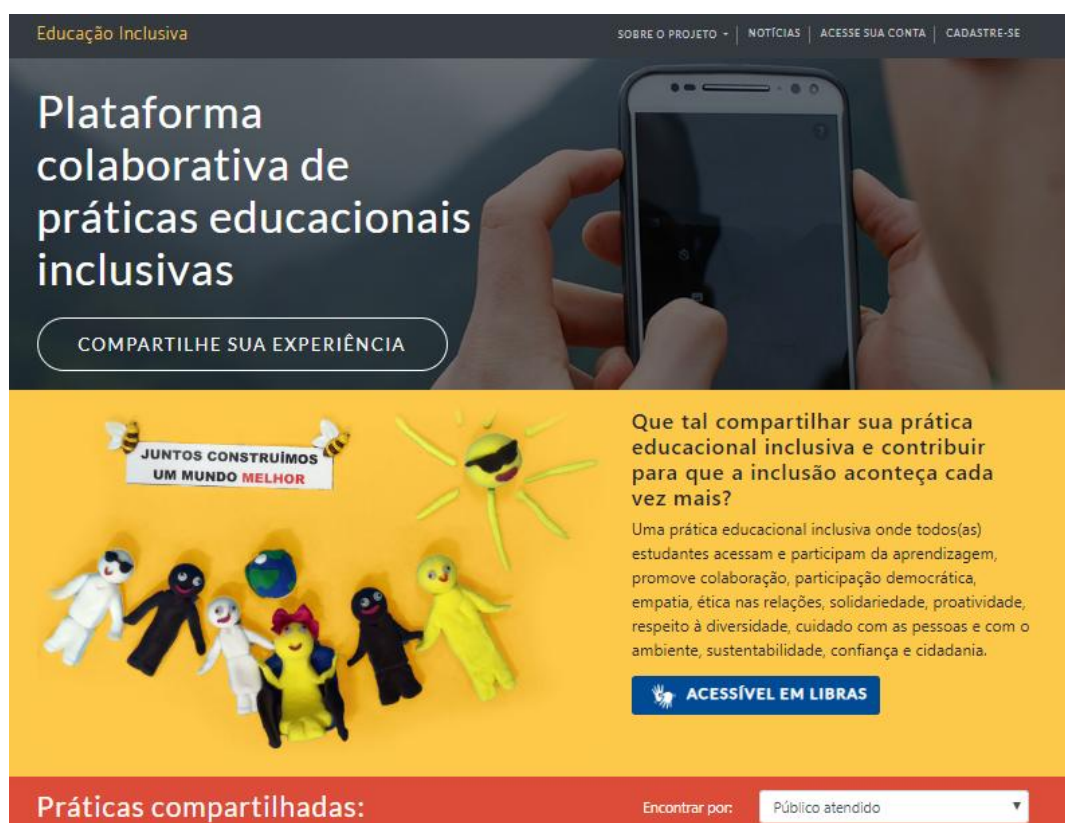 Educação Inclusiva
SOBRE O PROJETO
NOTÍCIAS
ACESSE SUA CONTA
CADASTRE-SE
Plataforma
colaborativa de
práticas educacionais
inclusivas
COMPARTILHE SUA EXPERIÊNCIA
JUNTOS CONSTRUÍMOS
UM MUNDO MELHOR
Que tal compartilhar sua prática
educacional inclusiva e contribuir
para que a inclusão aconteça cada
vez mais?
Uma prática educacional inclusiva onde todos(as)
estudantes acessam e participam da aprendizagem,
promove colaboração, participação democrática,
empatia, ética nas relações, solidariedade, proatividade,
respeito à diversidade, cuidado com as pessoas e com o
ambiente, sustentabilidade, confiança e cidadania.
ACESSÍVEL EM LIBRAS
Práticas compartilhadas:
Encontrar por:
Público atendido